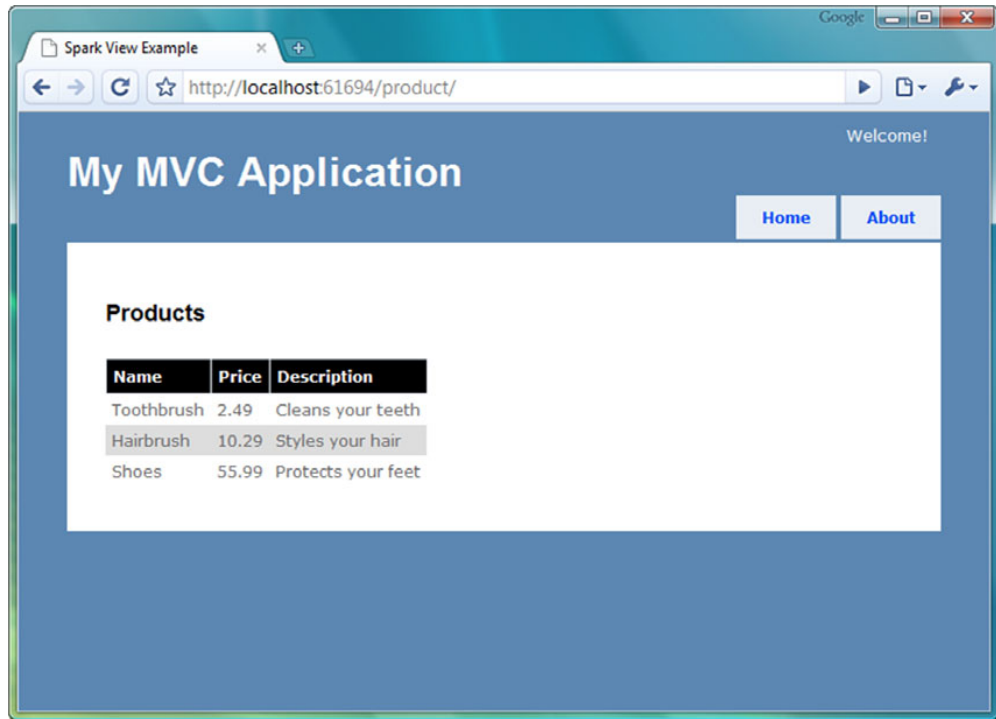 Google
Spark View Example
http://localhost:61694/product/
Welcome!
My MVC Application
Home About
Products
Name Price Description
Toothbrush 2.49 Cleans your teeth
Hairbrush 10.29 Styles your hair
Shoes 55.99 Protects your feet